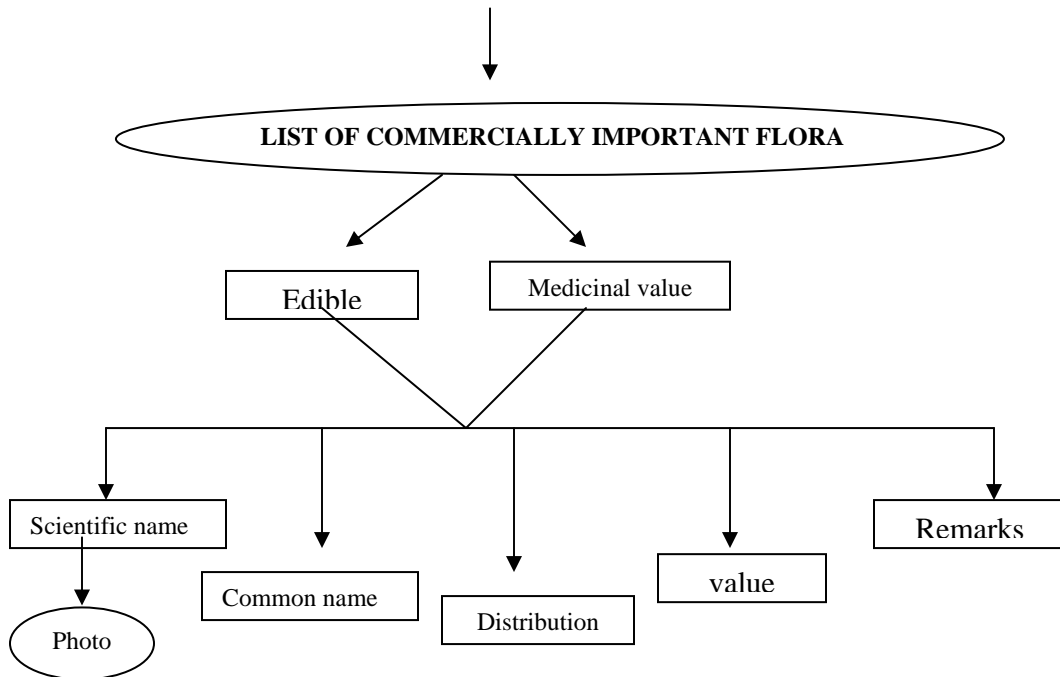 LIST OF COMMERCIALLY IMPORTANT FLORA
Edible
Medicinal value
Scientific name
Common name
Distribution
value
Remarks
Photo